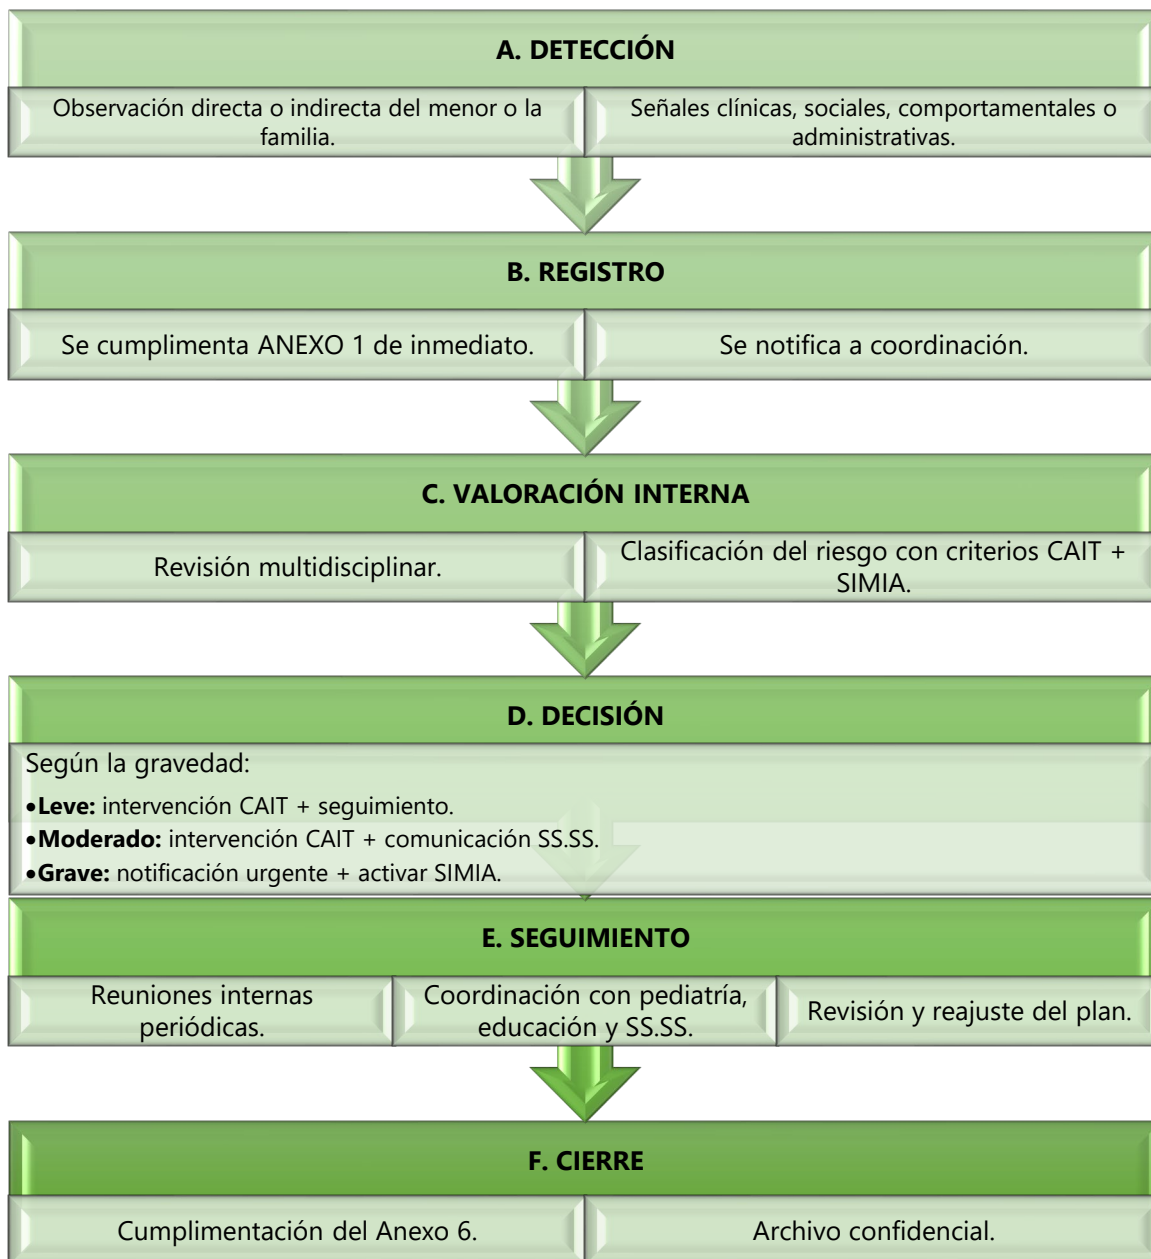 A. DETECCIÓN
Observación directa o indirecta del menor o la
familia.
Señales clínicas, sociales, comportamentales o
administrativas.
B. REGISTRO
Se cumplimenta ANEXO 1 de inmediato.
Se notifica a coordinación.
C. VALORACIÓN INTERNA
Revisión multidisciplinar.
Clasificación del riesgo con criterios CAIT +
SIMIA.
D. DECISIÓN
Según la gravedad:
•Leve: intervención CAIT + seguimiento.
•Moderado: intervención CAIT + comunicación SS.SS.
•Grave: notificación urgente + activar SIMIA.
E. SEGUIMIENTO
Reuniones internas
periódicas.
Coordinación con pediatría,
educación y SS.SS.
Revisión y reajuste del plan.
F. CIERRE
Cumplimentación del Anexo 6.
Archivo confidencial.